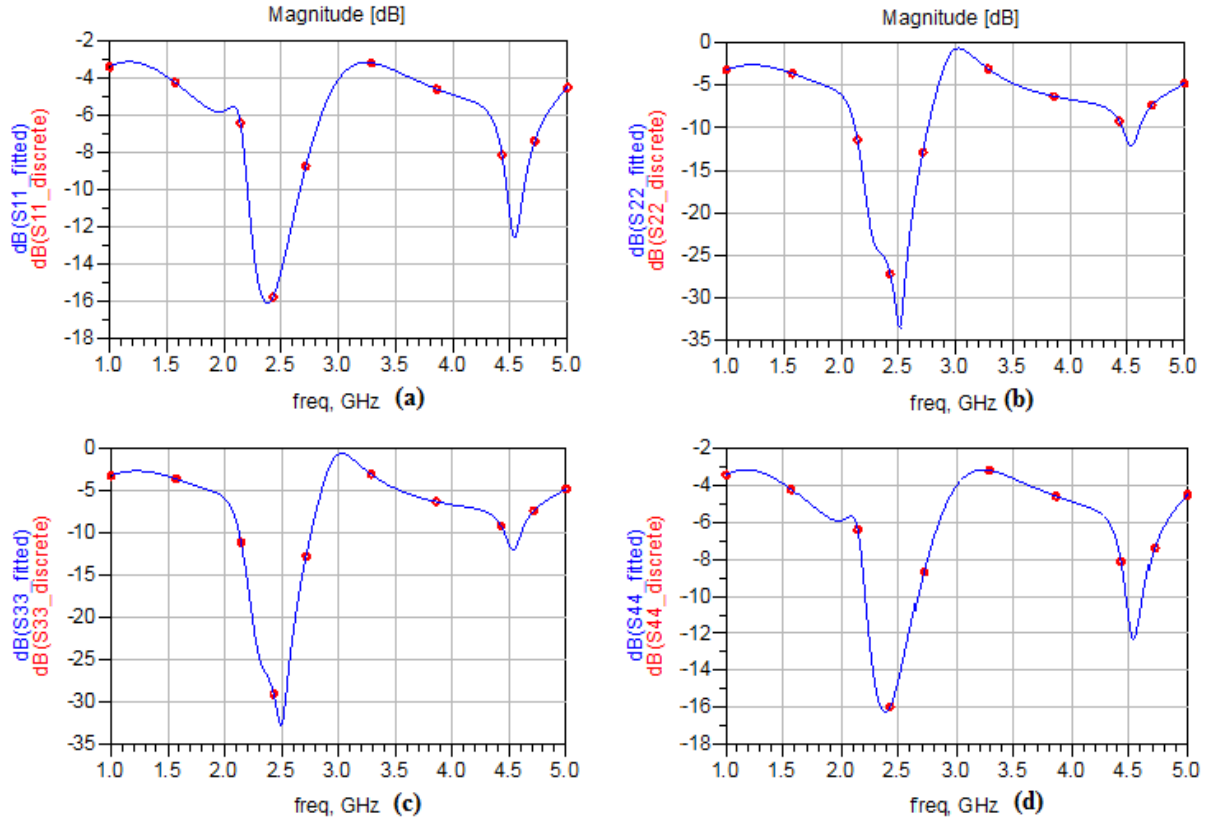 Magnitude [dB]
dB(S11_fitted)
dB(S11_discrete)
-2
-4
-6
-8
-10
-12
-14
-16
-18
1.0 1.5 2.0 2.5 3.0 3.5 4.0 4.5 5.0
freq, GHz (a)
Magnitude [dB]
dB(S22_fitted)
dB(S22_discrete)
0
-5
-10
-15
-20
-25
-30
-35
1.0 1.5 2.0 2.5 3.0 3.5 4.0 4.5 5.0
freq, GHz (b)
dB(S33_fitted)
dB(S33_discrete)
0
-5
-10
-15
-20
-25
-30
-35
1.0 1.5 2.0 2.5 3.0 3.5 4.0 4.5 5.0
freq, GHz (c)
dB(S44_fitted)
dB(S44_discrete)
-2
-4
-6
-8
-10
-12
-14
-16
-18
1.0 1.5 2.0 2.5 3.0 3.5 4.0 4.5 5.0
freq, GHz (d)